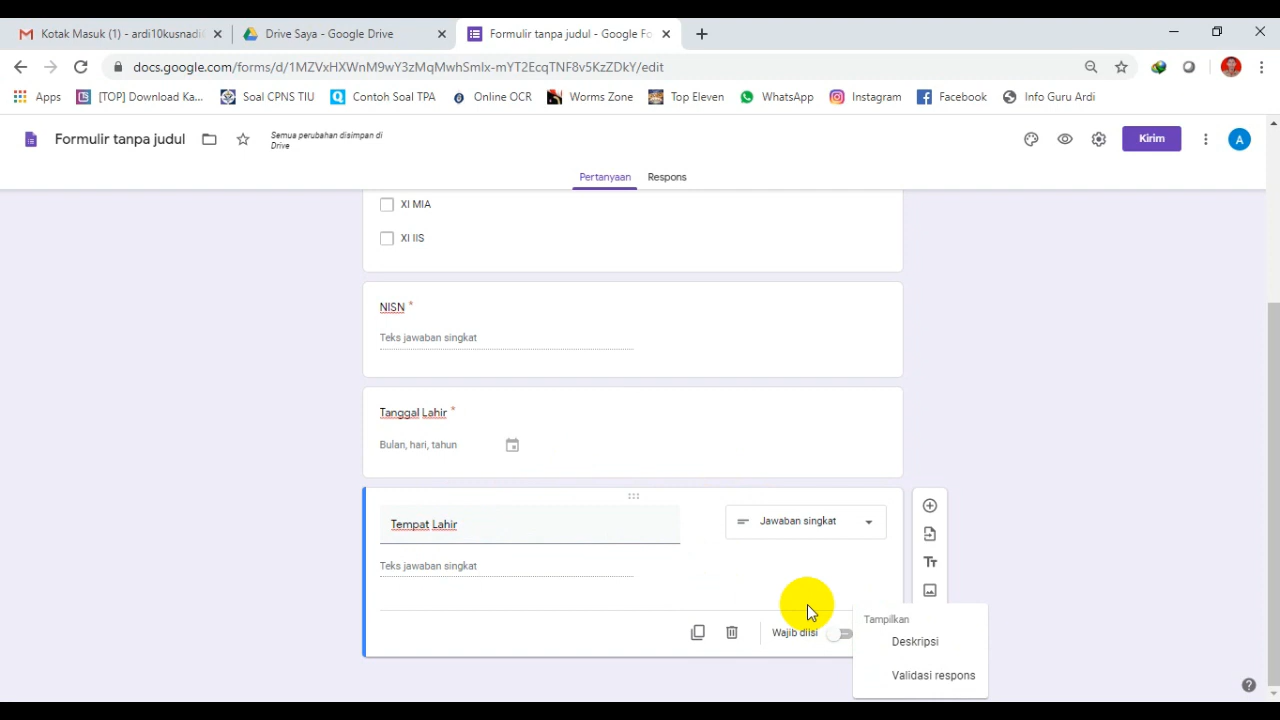 Kotak Masuk (1) - ardi10kusnadi
Drive Saya - Google Drive
Formulir tanpa judul - Google Fo
docs.google.com/forms/d/1MZVxHXWnM9wY3zMqMwhSmIx-mYT2EcqTNF8v5KzZDkY/edit
Apps
[TOP] Download Ka...
Soal CPNS TIU
Contoh Soal TPA
Online OCR
Worms Zone
Top Eleven
WhatsApp
Instagram
Facebook
Info Guru Ardi
Formulir tanpa judul
Semua perubahan disimpan di
Drive
Kirim
A
Pertanyaan
Respons
XI MIA
XI IIS
NISN *
Teks jawaban singkat
Tanggal Lahir *
Bulan, hari, tahun
Tempat Lahir
Jawaban singkat
Teks jawaban singkat
Wajib diisi
Tampilkan
Deskripsi
Validasi respons